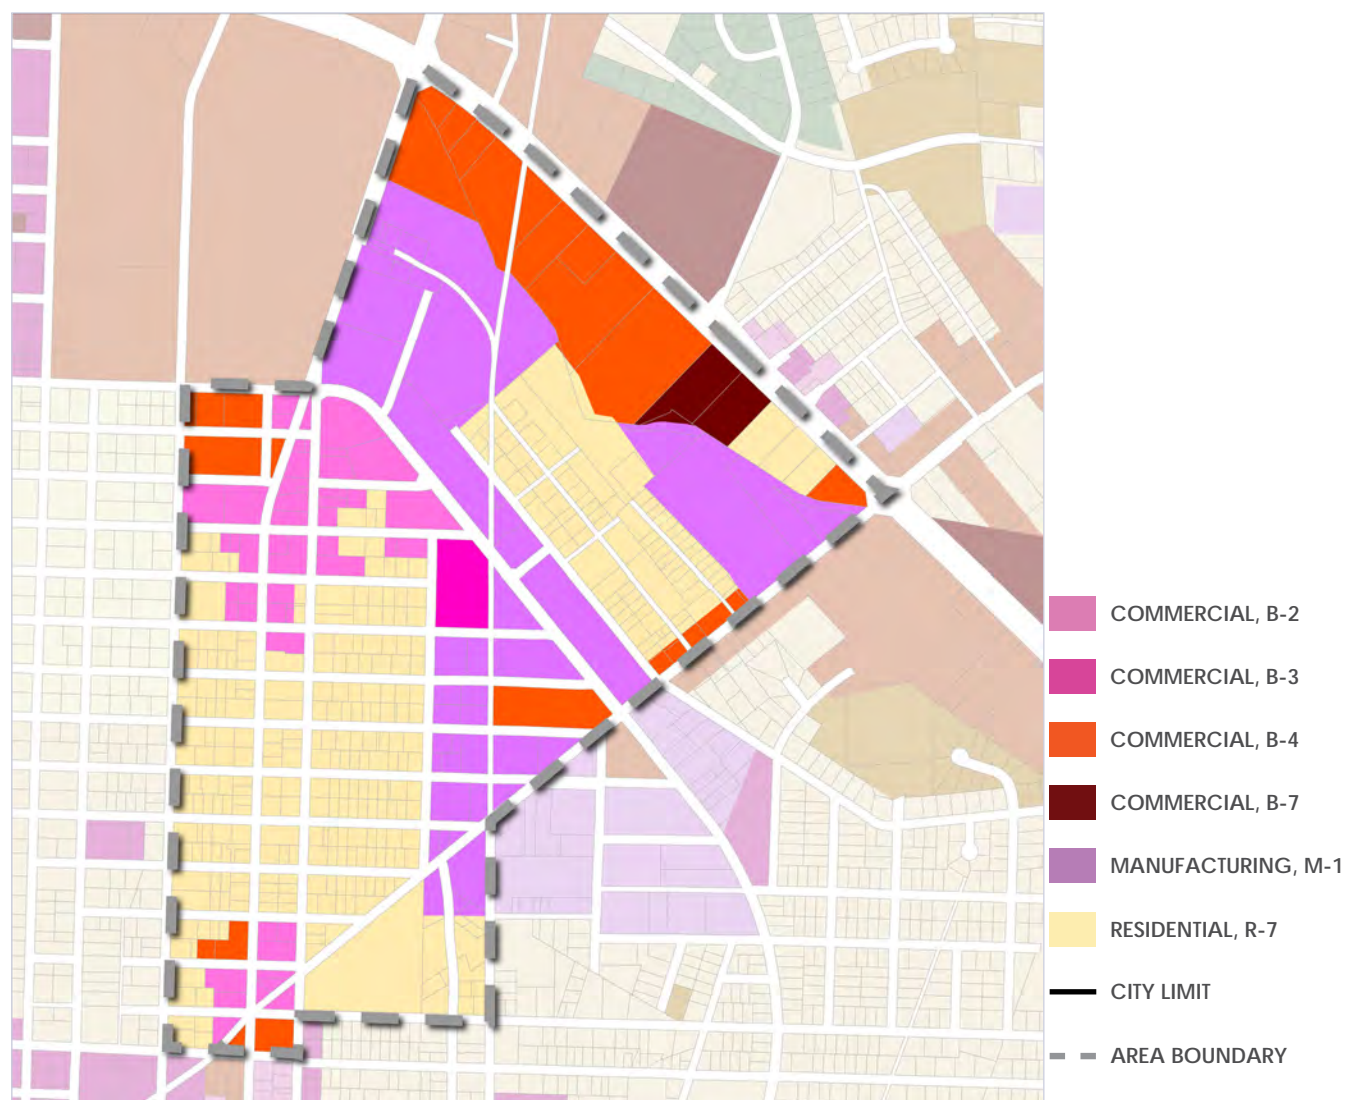 COMMERCIAL, B-2
COMMERCIAL, B-3
COMMERCIAL, B-4
COMMERCIAL, B-7
MANUFACTURING, M-1
RESIDENTIAL, R-7
CITY LIMIT
AREA BOUNDARY